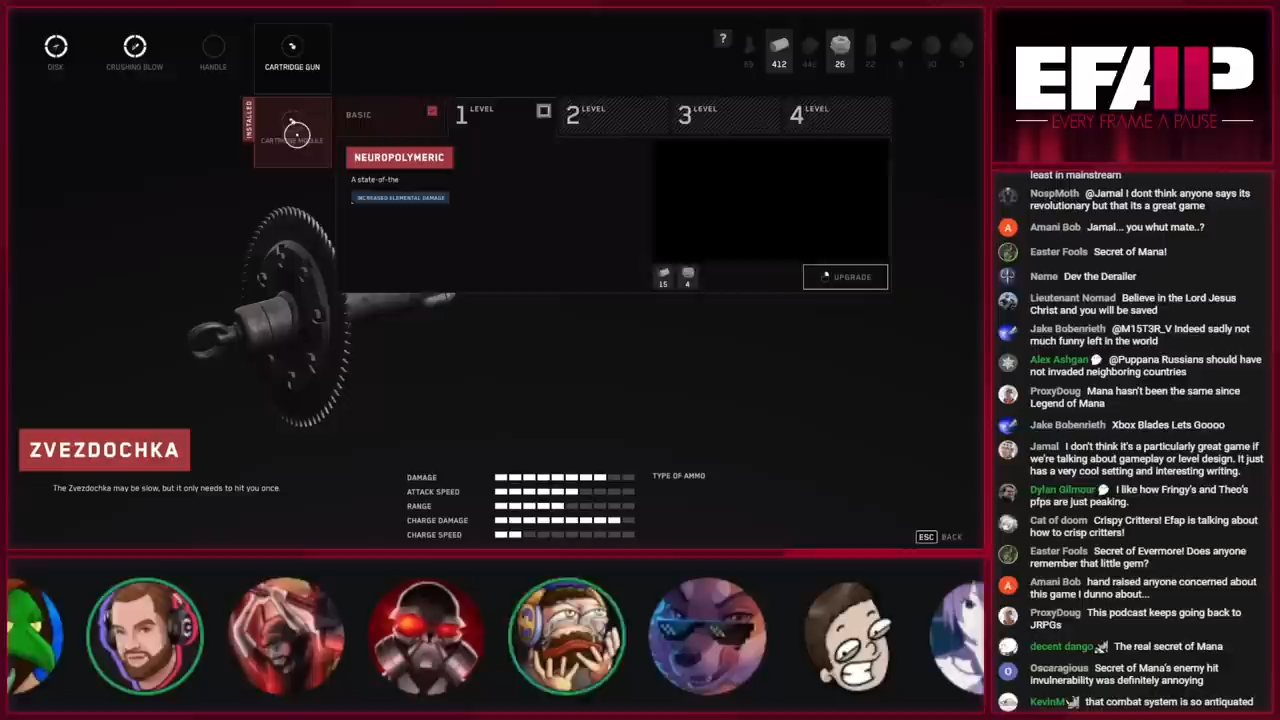 DISK
CRUSHING BLOW
HANDLE
CARTRIDGE GUN
?
412
26
22
INSTALLED
CARTRIDGE MODULE
BASIC
1 LEVEL
2 LEVEL
3 LEVEL
4 LEVEL
NEUROPOLYMERIC
A state-of-the
INCREASED ELEMENTAL DAMAGE
15
4
UPGRADE
ZVEZDOCHKA
The Zvezdochka may be slow, but it only needs to hit you once.
DAMAGE
ATTACK SPEED
RANGE
CHARGE DAMAGE
CHARGE SPEED
TYPE OF AMMO
ESC BACK
EFAP
EVERY FRAME A PAUSE
least in mainstream
NospMoth @Jamal I dont think anyone says its
revolutionary but that its a great game
A
Amani Bob Jamal... you whut mate..?
Easter Fools Secret of Mana!
Neme Dev the Derailer
Lieutenant Nomad Believe in the Lord Jesus
Christ and you will be saved
Jake Bobenrieth @M15T3R_V Indeed sadly not
much funny left in the world
Alex Ashgan @Puppana Russians should have
not invaded neighboring countries
ProxyDoug Mana hasn't been the same since
Legend of Mana
Jake Bobenrieth Xbox Blades Lets Goooo
Jamal I don't think it's a particularly great game if
we're talking about gameplay or level design. It just
has a very cool setting and interesting writing.
Dylan Gilmour I like how Fringy's and Theo's
pfps are just peaking.
Cat of doom Crispy Critters! Efap is talking about
how to crisp critters!
Easter Fools Secret of Evermore! Does anyone
remember that little gem?
A
Amani Bob hand raised anyone concerned about
this game I dunno about...
ProxyDoug This podcast keeps going back to
JRPGs
decent dango The real secret of Mana
O
Oscaragious Secret of Mana's enemy hit
invulnerability was definitely annoying
KevinM that combat system is so antiquated